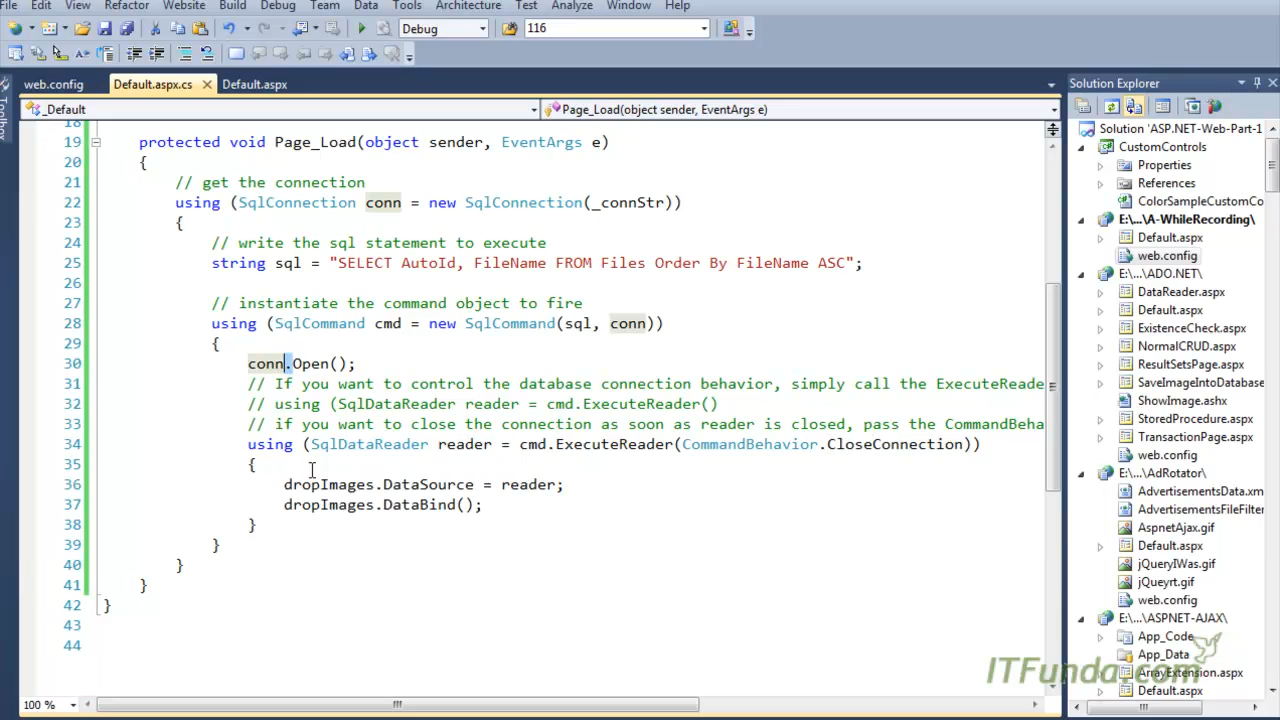 File Edit View Refactor Website Build Debug Team Data Tools Architecture Test Analyze Window Help
Debug 116
web.config Default.aspx.cs Default.aspx
_Default Page_Load(object sender, EventArgs e)
Toolbox
18
19 protected void Page_Load(object sender, EventArgs e)
20 {
21 // get the connection
22 using (SqlConnection conn = new SqlConnection(_connStr))
23 {
24 // write the sql statement to execute
25 string sql = "SELECT AutoId, FileName FROM Files Order By FileName ASC";
26
27 // instantiate the command object to fire
28 using (SqlCommand cmd = new SqlCommand(sql, conn))
29 {
30 conn.Open();
31 // If you want to control the database connection behavior, simply call the ExecuteReade
32 // using (SqlDataReader reader = cmd.ExecuteReader()
33 // if you want to close the connection as soon as reader is closed, pass the CommandBeha
34 using (SqlDataReader reader = cmd.ExecuteReader(CommandBehavior.CloseConnection))
35 {
36 dropImages.DataSource = reader;
37 dropImages.DataBind();
38 }
39 }
40 }
41 }
42 }
43
44
100 %
Solution Explorer
Solution 'ASP.NET-Web-Part-1
CustomControls
Properties
References
ColorSampleCustomCo
E:\...\A-WhileRecording\
Default.aspx
web.config
E:\...\ADO.NET\
DataReader.aspx
Default.aspx
ExistenceCheck.aspx
NormalCRUD.aspx
ResultSetsPage.aspx
SaveImageIntoDatabase
ShowImage.ashx
StoredProcedure.aspx
TransactionPage.aspx
web.config
E:\...\AdRotator\
AdvertisementsData.xm
AdvertisementsFileFilter
AspnetAjax.gif
Default.aspx
jQueryIWas.gif
jQueyrt.gif
web.config
E:\...\ASPNET-AJAX\
App_Code
App_Data
ArrayExtension.aspx
Default.aspx
ITFunda.com